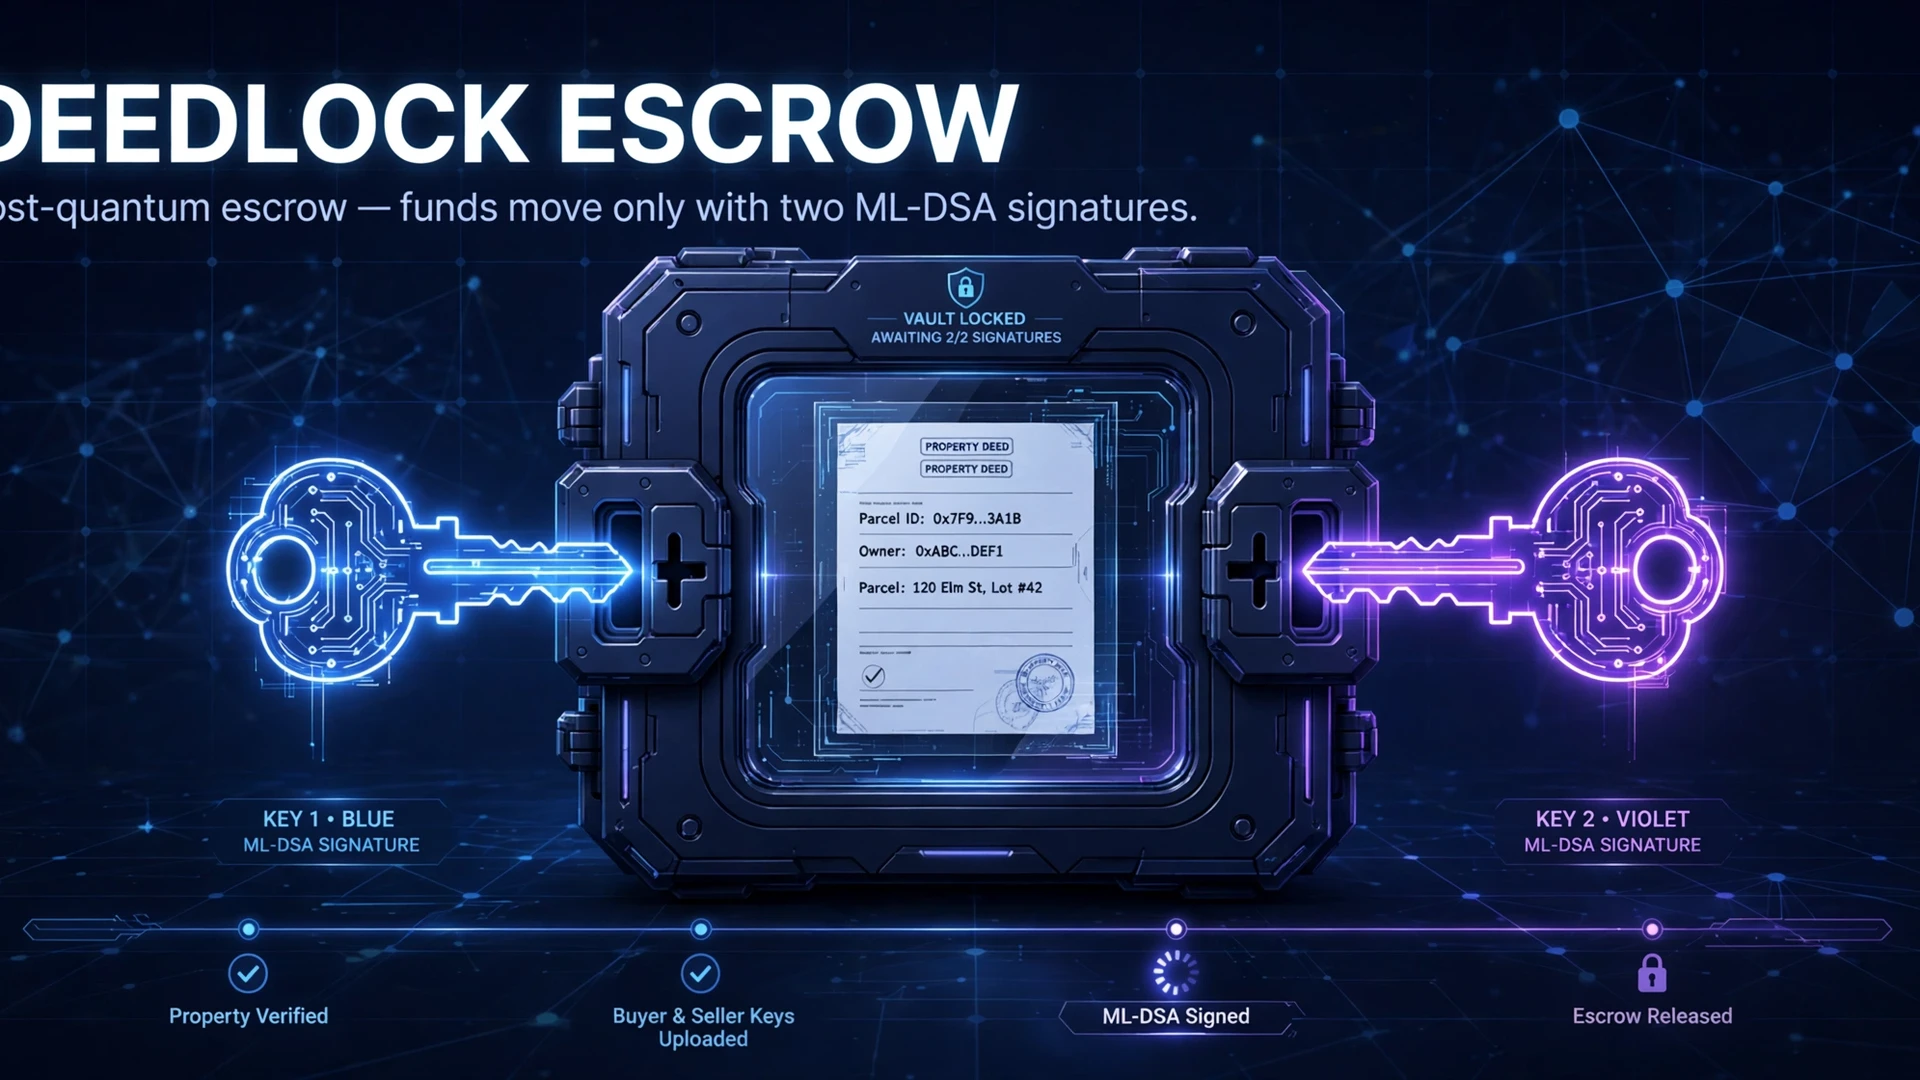 DEEDLOCK ESCROW
ost-quantum escrow — funds move only with two ML-DSA signatures.
VAULT LOCKED
AWAITING 2/2 SIGNATURES
PROPERTY DEED
PROPERTY DEED
Parcel ID: 0x7F9...3A1B
Owner: 0xABC...DEF1
Parcel: 120 Elm St, Lot #42
KEY 1 • BLUE
ML-DSA SIGNATURE
KEY 2 • VIOLET
ML-DSA SIGNATURE
Property Verified
Buyer & Seller Keys
Uploaded
ML-DSA Signed
Escrow Released